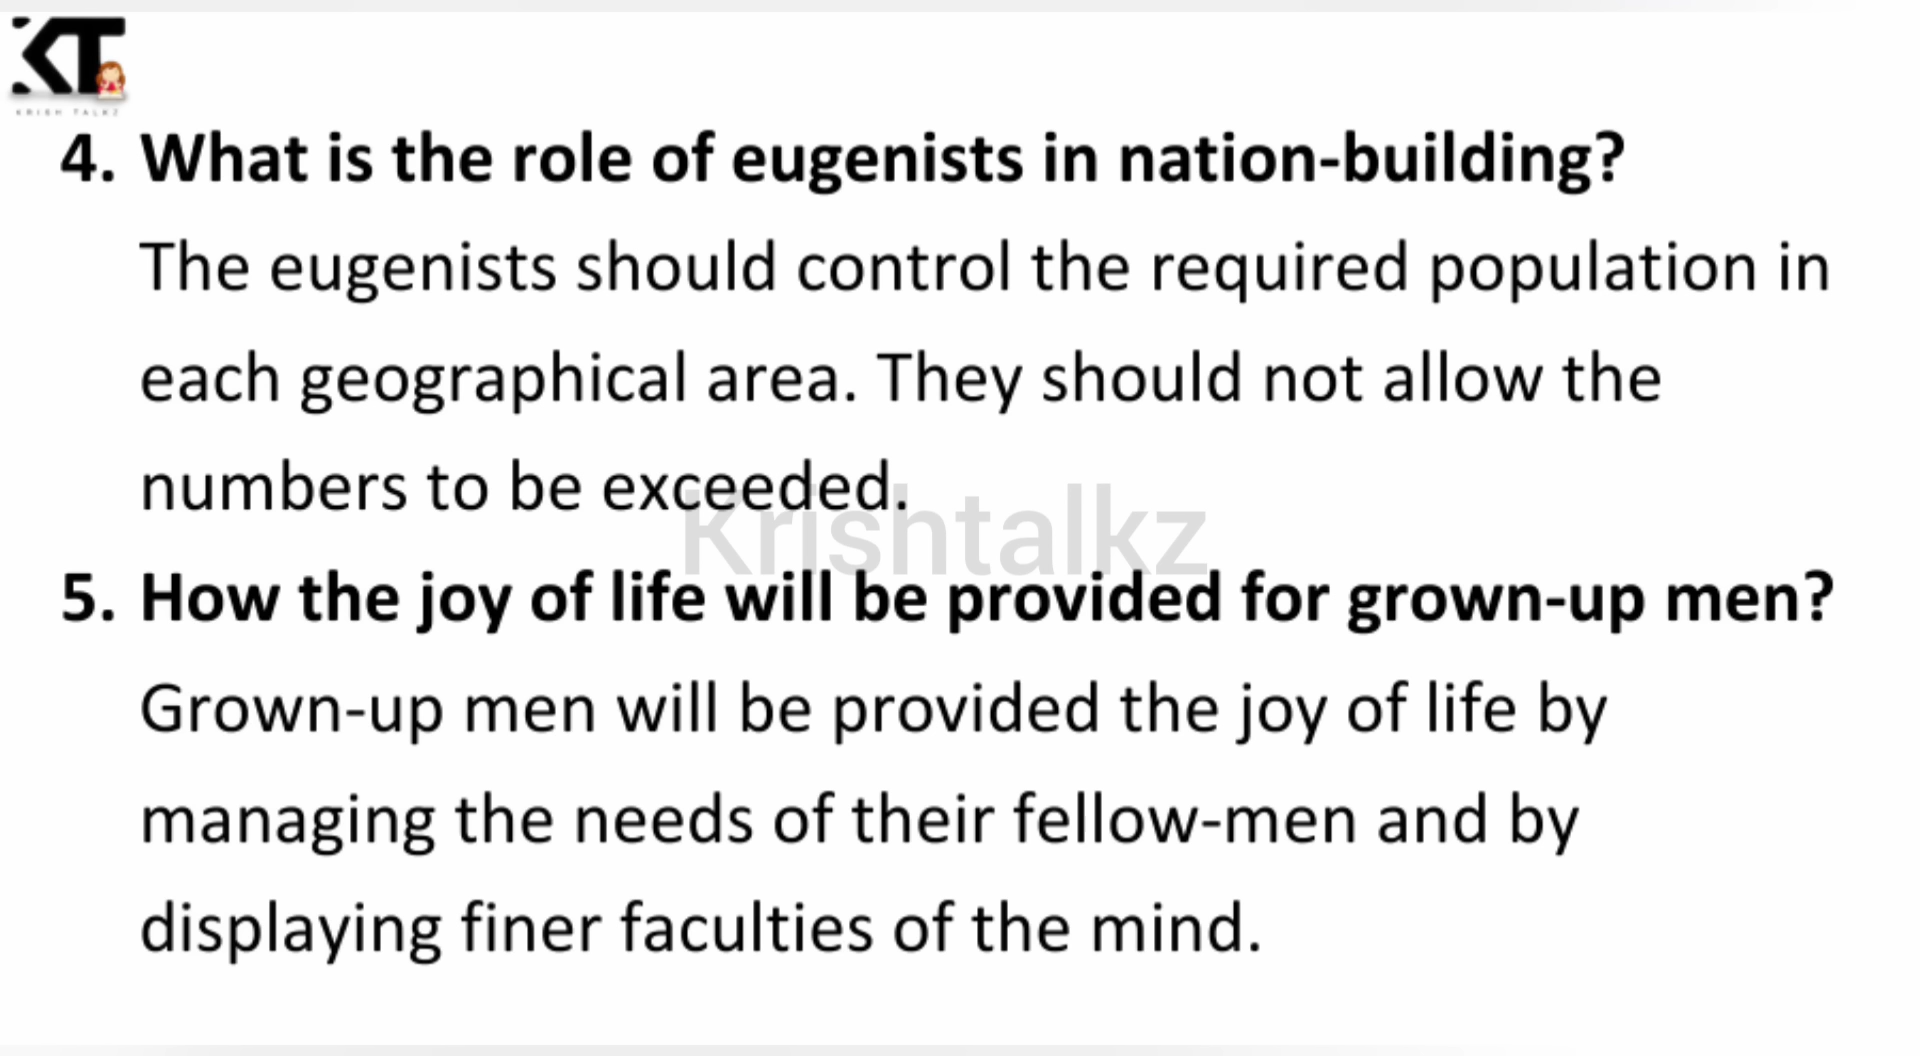 KT
KRISH TALKZ
4. What is the role of eugenists in nation-building?
The eugenists should control the required population in
each geographical area. They should not allow the
numbers to be exceeded.
Krishtalkz
5. How the joy of life will be provided for grown-up men?
Grown-up men will be provided the joy of life by
managing the needs of their fellow-men and by
displaying finer faculties of the mind.